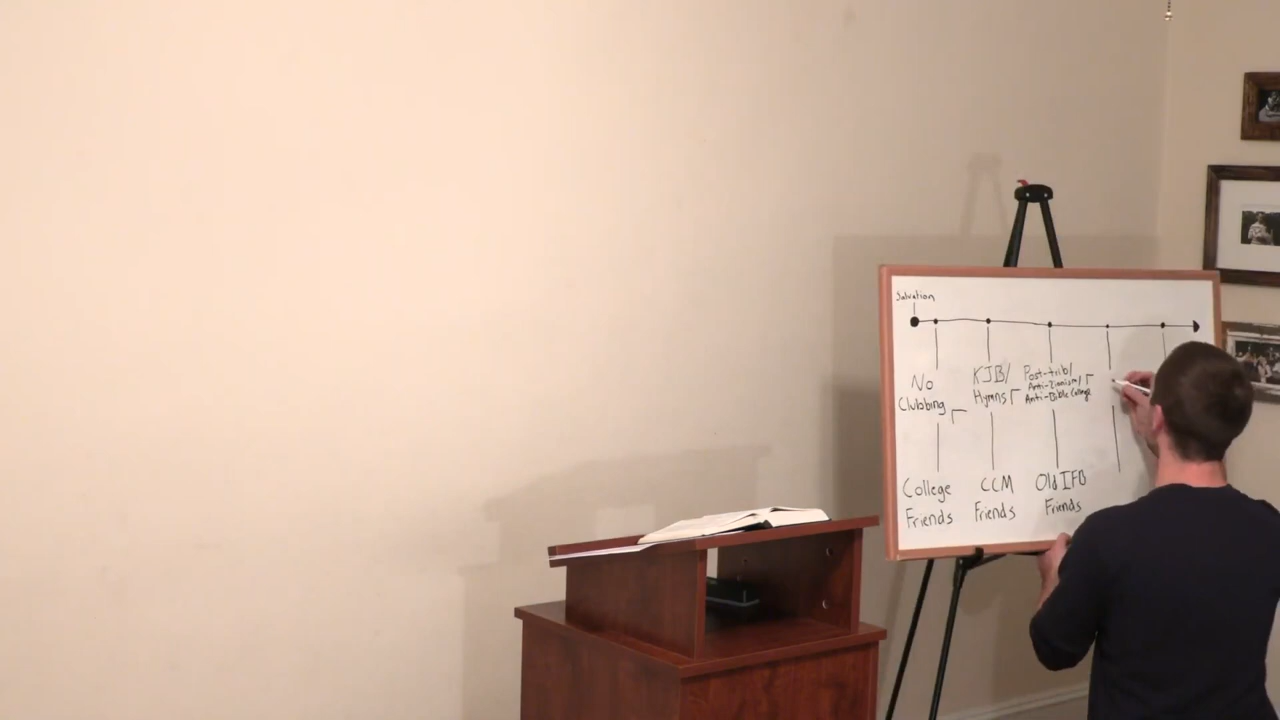 Salvation
No
Clubbing
KJB/
Hymns
Post-trib/
Anti-Zionism/
Anti-Bible College
College
Friends
CCM
Friends
Old IFB
Friends